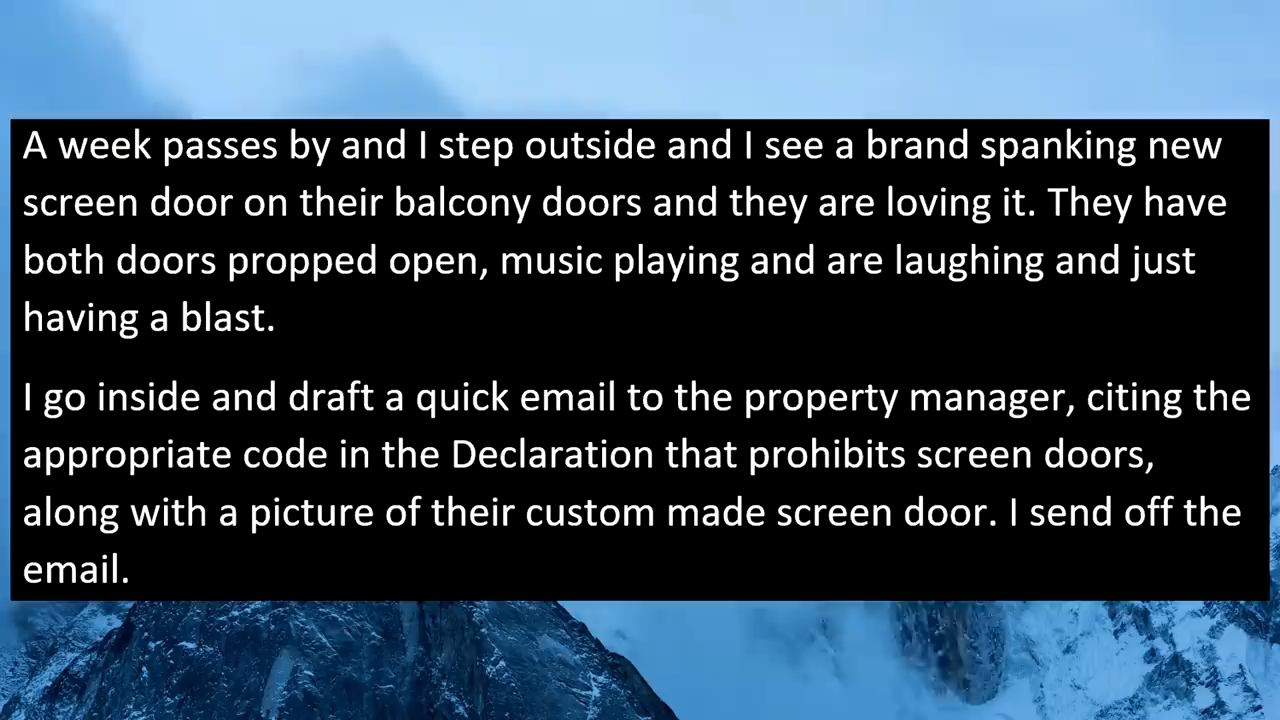 A week passes by and I step outside and I see a brand spanking new
screen door on their balcony doors and they are loving it. They have
both doors propped open, music playing and are laughing and just
having a blast.
I go inside and draft a quick email to the property manager, citing the
appropriate code in the Declaration that prohibits screen doors,
along with a picture of their custom made screen door. I send off the
email.